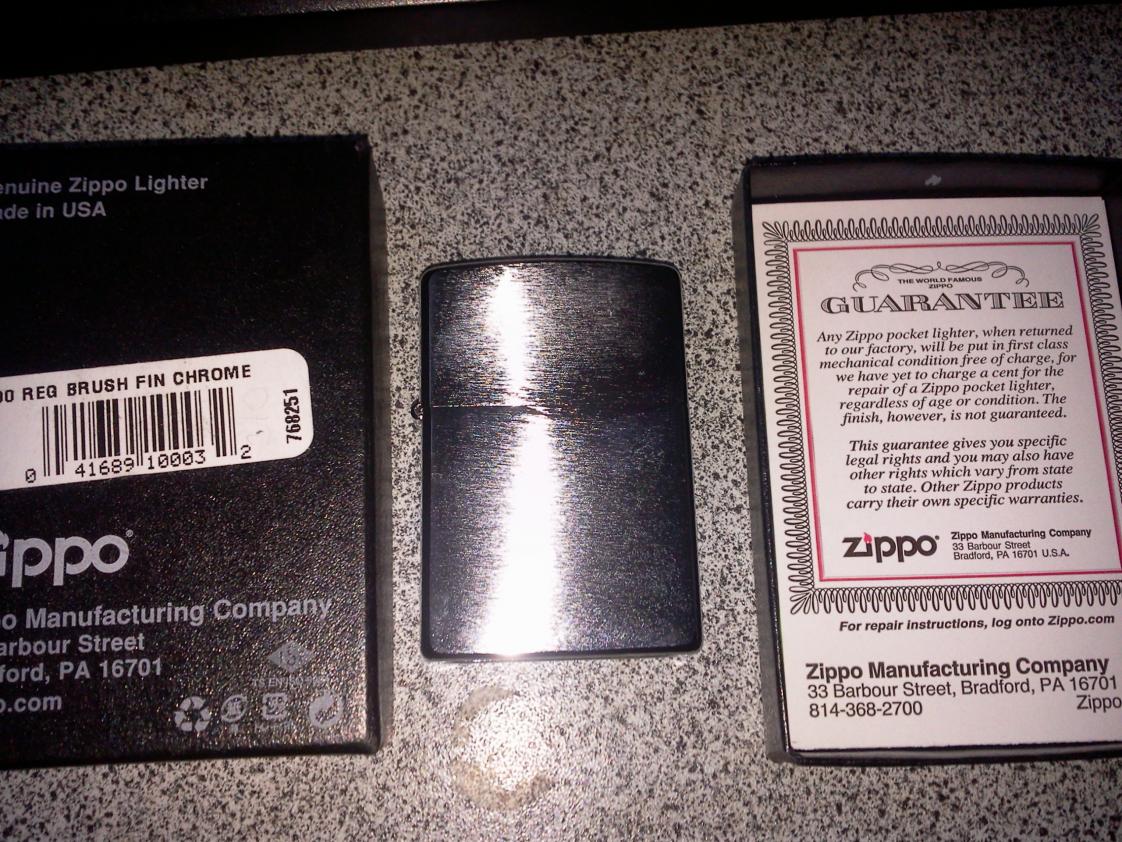 enuine Zippo Lighter
ade in USA
00 REG BRUSH FIN CHROME
768251
0 41689 10003 2
ippo
o Manufacturing Company
arbour Street
ford, PA 16701
o.com
THE WORLD FAMOUS
ZIPPO
GUARANTEE
Any Zippo pocket lighter, when returned
to our factory, will be put in first class
mechanical condition free of charge, for
we have yet to charge a cent for the
repair of a Zippo pocket lighter,
regardless of age or condition. The
finish, however, is not guaranteed.
This guarantee gives you specific
legal rights and you may also have
other rights which vary from state
to state. Other Zippo products
carry their own specific warranties.
zippo
Zippo Manufacturing Company
33 Barbour Street
Bradford, PA 16701 U.S.A.
For repair instructions, log onto Zippo.com
Zippo Manufacturing Company
33 Barbour Street, Bradford, PA 16701
814-368-2700
Zippo